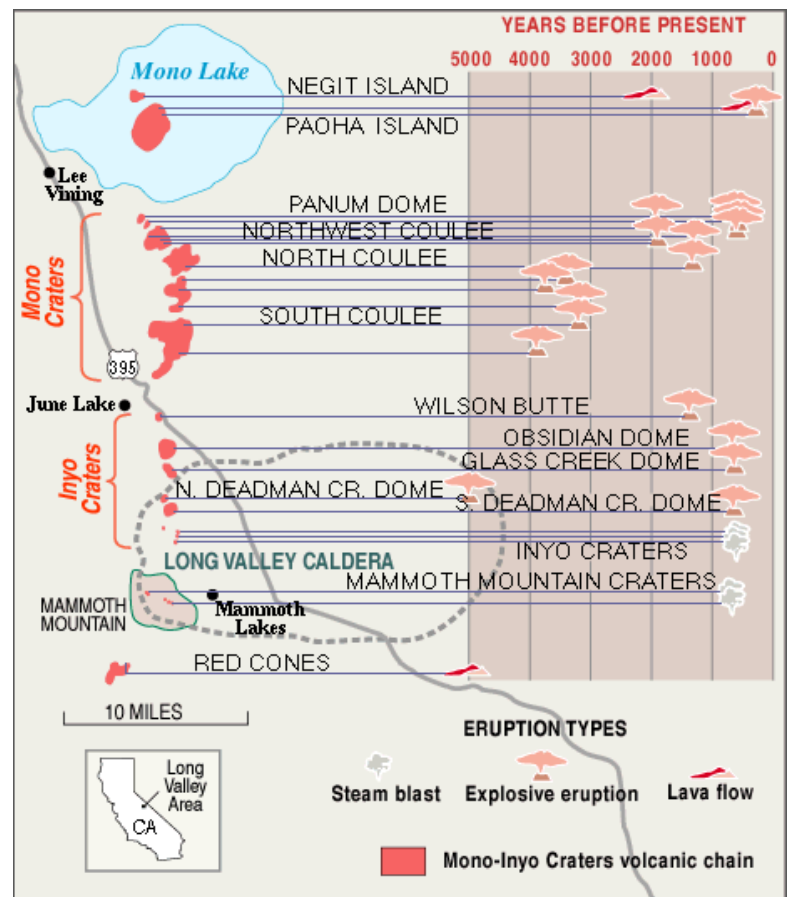 YEARS BEFORE PRESENT
5000 4000 3000 2000 1000 0
Mono Lake
NEGIT ISLAND
PAOHA ISLAND
Lee
Vining
PANUM DOME
NORTHWEST COULEE
NORTH COULEE
Mono
Craters
SOUTH COULEE
395
June Lake
WILSON BUTTE
OBSIDIAN DOME
GLASS CREEK DOME
Inyo
Craters
N. DEADMAN CR. DOME
S. DEADMAN CR. DOME
INYO CRATERS
LONG VALLEY CALDERA
MAMMOTH MOUNTAIN CRATERS
MAMMOTH
MOUNTAIN
Mammoth
Lakes
RED CONES
10 MILES
ERUPTION TYPES
Steam blast
Explosive eruption
Lava flow
Long
Valley
Area
CA
Mono-Inyo Craters volcanic chain